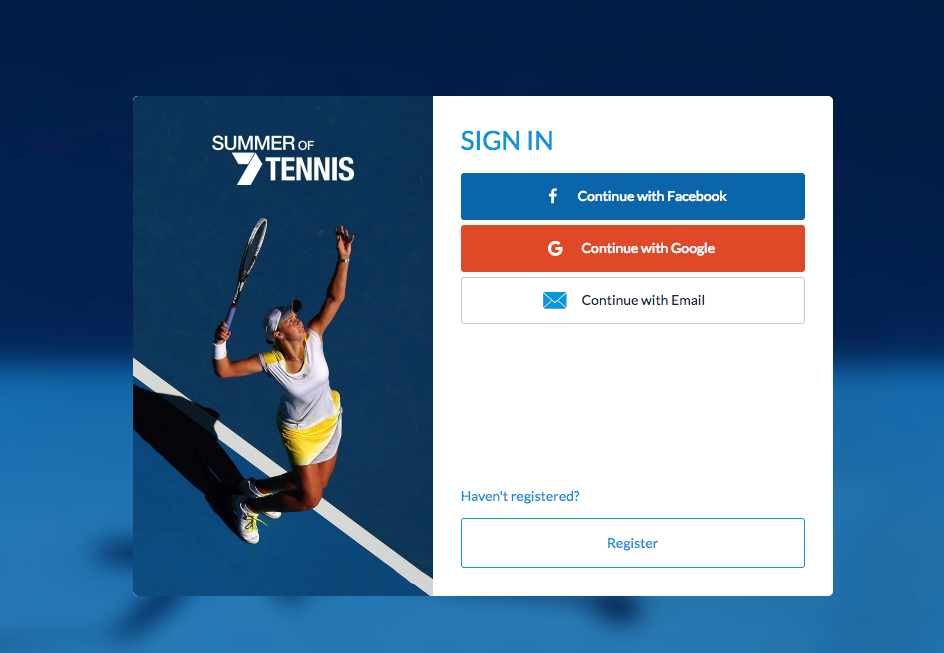 SUMMER OF
7 TENNIS
SIGN IN
f Continue with Facebook
G Continue with Google
Continue with Email
Haven't registered?
Register